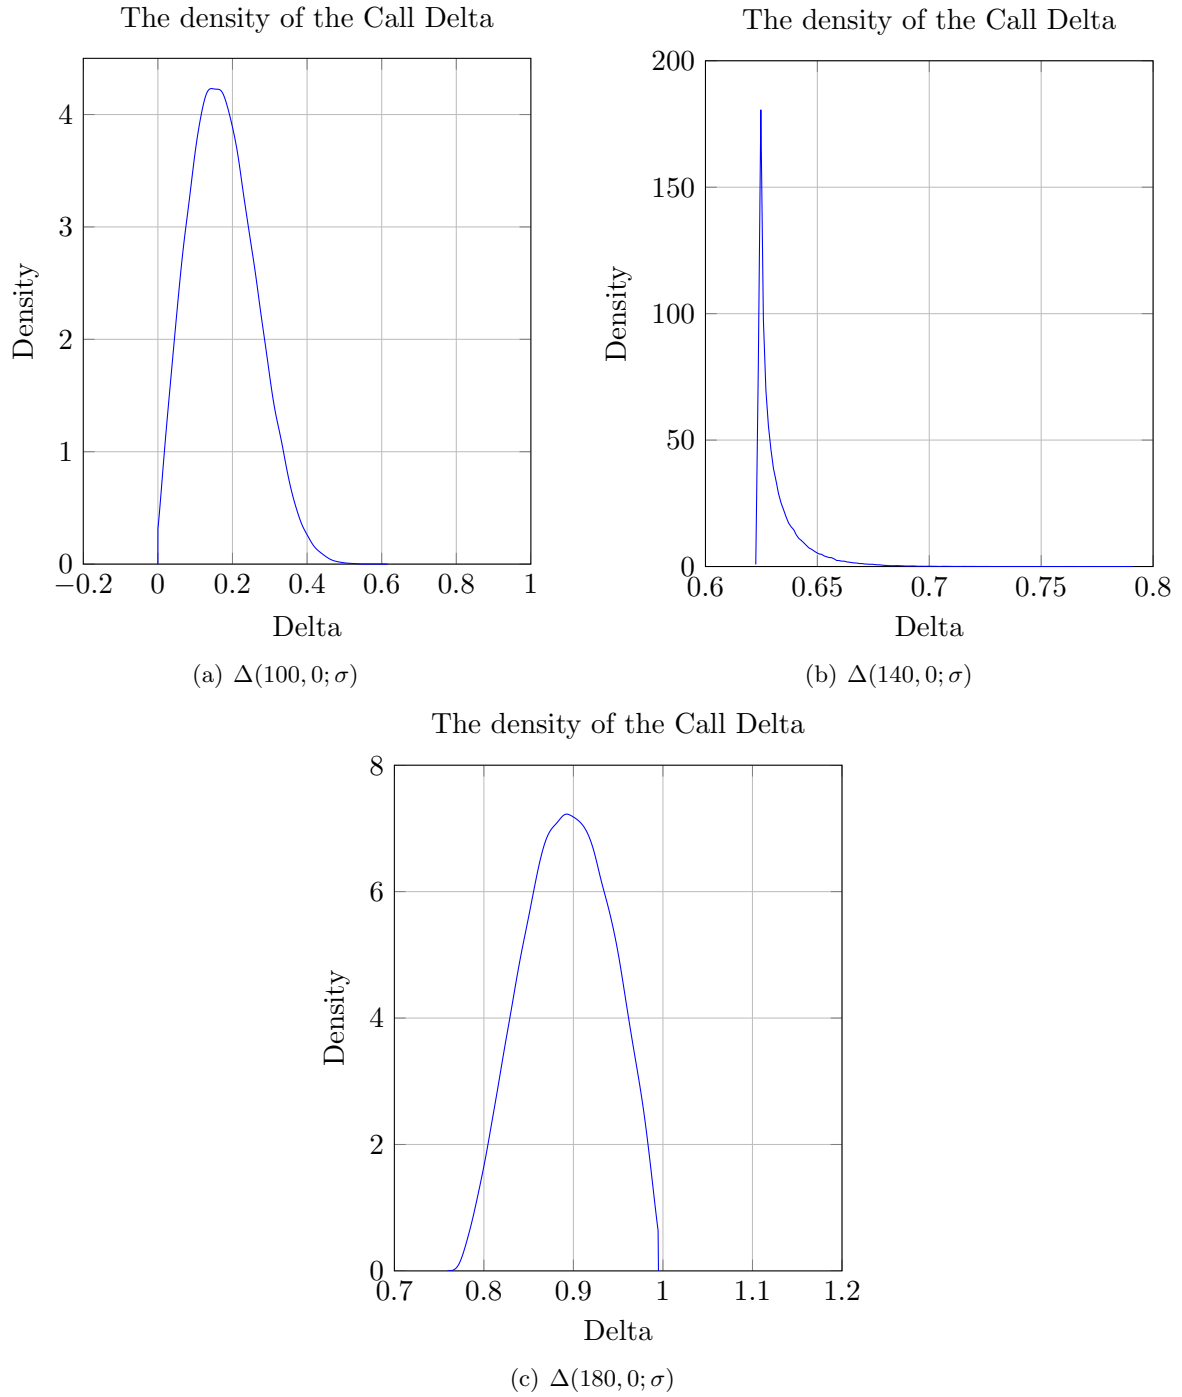 The density of the Call Delta
4
3
2
1
0
−0.2 0 0.2 0.4 0.6 0.8 1
Density
Delta
(a) Δ(100, 0; σ)
The density of the Call Delta
200
150
100
50
0
0.6 0.65 0.7 0.75 0.8
Density
Delta
(b) Δ(140, 0; σ)
The density of the Call Delta
8
6
4
2
0
0.7 0.8 0.9 1 1.1 1.2
Density
Delta
(c) Δ(180, 0; σ)